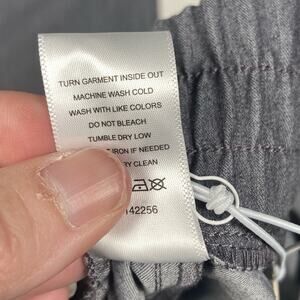 TURN GARMENT INSIDE OUT
MACHINE WASH COLD
WASH WITH LIKE COLORS
DO NOT BLEACH
TUMBLE DRY LOW
IRON IF NEEDED
DRY CLEAN
142256